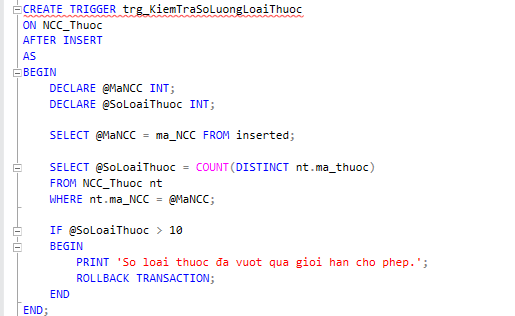 CREATE TRIGGER trg_KiemTraSoLuongLoaiThuoc
ON NCC_Thuoc
AFTER INSERT
AS
BEGIN
DECLARE @MaNCC INT;
DECLARE @SoLoaiThuoc INT;
SELECT @MaNCC = ma_NCC FROM inserted;
SELECT @SoLoaiThuoc = COUNT(DISTINCT nt.ma_thuoc)
FROM NCC_Thuoc nt
WHERE nt.ma_NCC = @MaNCC;
IF @SoLoaiThuoc > 10
BEGIN
PRINT 'So loai thuoc đa vuot qua gioi han cho phep.';
ROLLBACK TRANSACTION;
END
END;